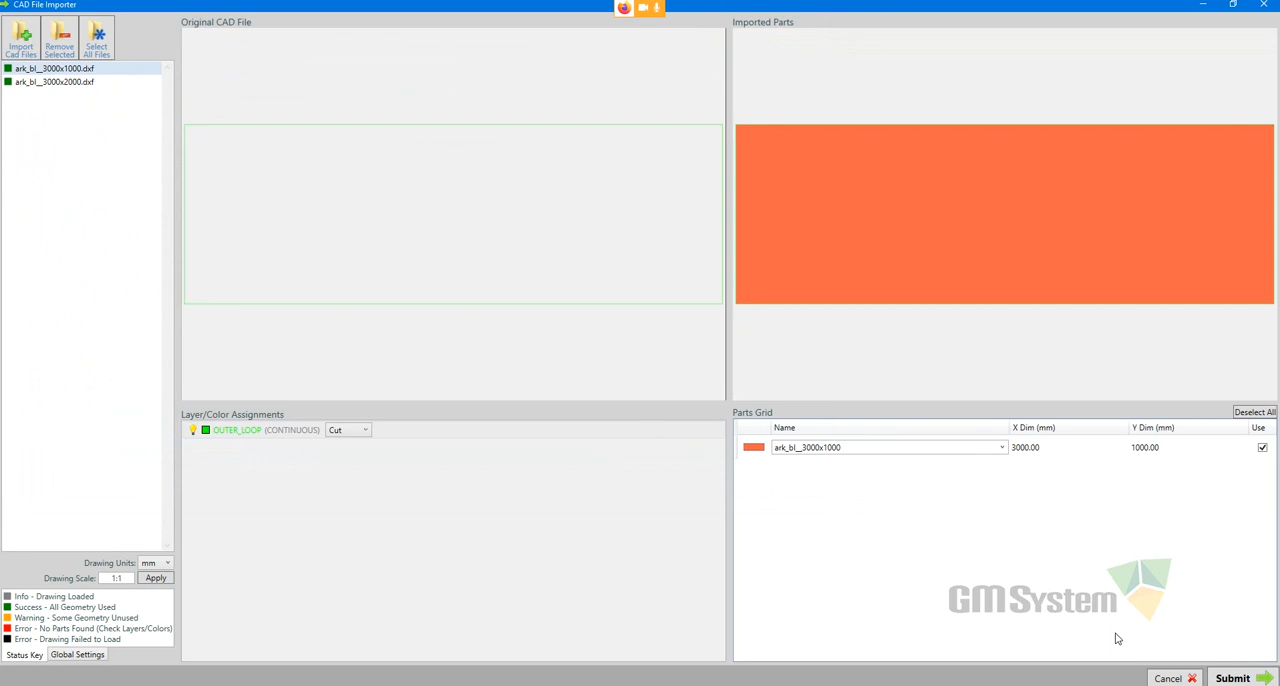 CAD File Importer
Import Cad Files
Remove Selected
Select All Files
ark_bl__3000x1000.dxf
ark_bl__3000x2000.dxf
Original CAD File
Imported Parts
Layer/Color Assignments
OUTER_LOOP (CONTINUOUS) Cut
Parts Grid
Deselect All
Name X Dim (mm) Y Dim (mm) Use
ark_bl__3000x1000 3000.00 1000.00
Drawing Units: mm
Drawing Scale: 1:1 Apply
Info - Drawing Loaded
Success - All Geometry Used
Warning - Some Geometry Unused
Error - No Parts Found (Check Layers/Colors)
Error - Drawing Failed to Load
Status Key Global Settings
GM System
Cancel Submit